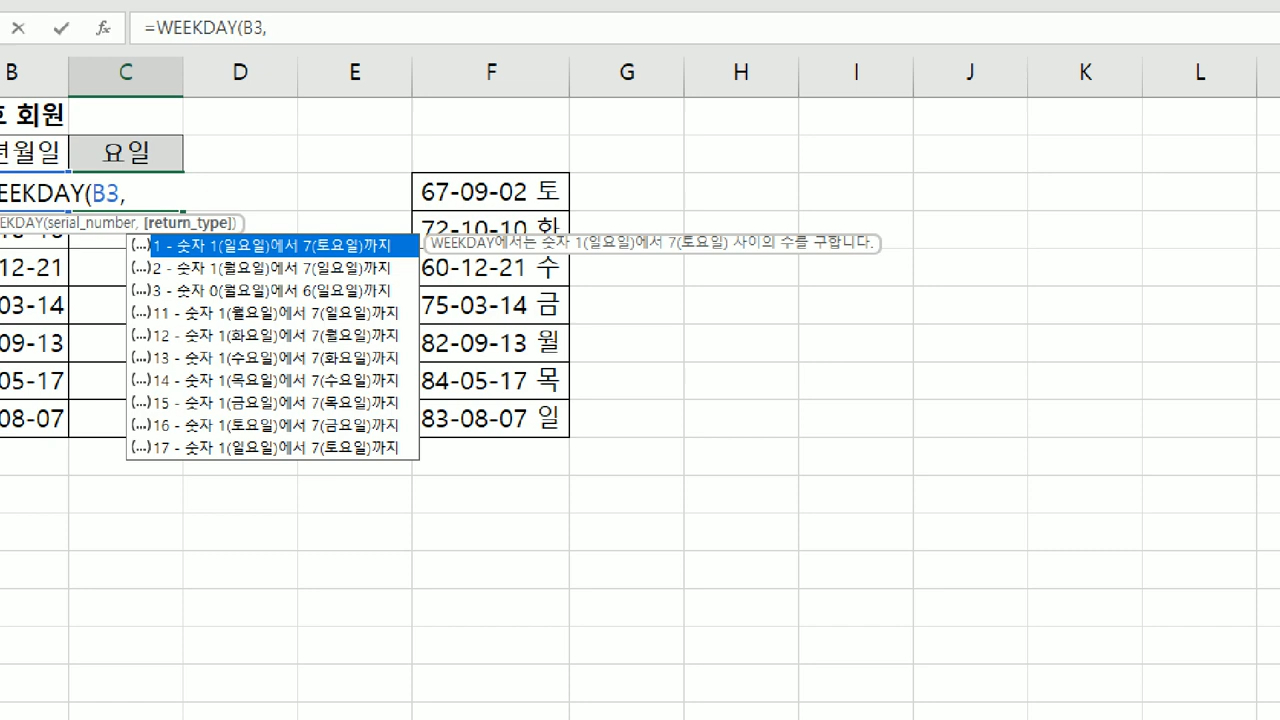 =WEEKDAY(B3,
B C D E F G H I J K L
회원
월일 요일
EEKDAY(B3, 67-09-02 토
EKDAY(serial_number, [return_type])
72-10-10 화
(...)1 - 숫자 1(일요일)에서 7(토요일)까지 WEEKDAY에서는 숫자 1(일요일)에서 7(토요일) 사이의 수를 구합니다.
12-21 (...)2 - 숫자 1(월요일)에서 7(일요일)까지 60-12-21 수
(...)3 - 숫자 0(월요일)에서 6(일요일)까지
03-14 (...)11 - 숫자 1(월요일)에서 7(일요일)까지 75-03-14 금
09-13 (...)12 - 숫자 1(화요일)에서 7(월요일)까지 82-09-13 월
(...)13 - 숫자 1(수요일)에서 7(화요일)까지
05-17 (...)14 - 숫자 1(목요일)에서 7(수요일)까지 84-05-17 목
(...)15 - 숫자 1(금요일)에서 7(목요일)까지
08-07 (...)16 - 숫자 1(토요일)에서 7(금요일)까지 83-08-07 일
(...)17 - 숫자 1(일요일)에서 7(토요일)까지